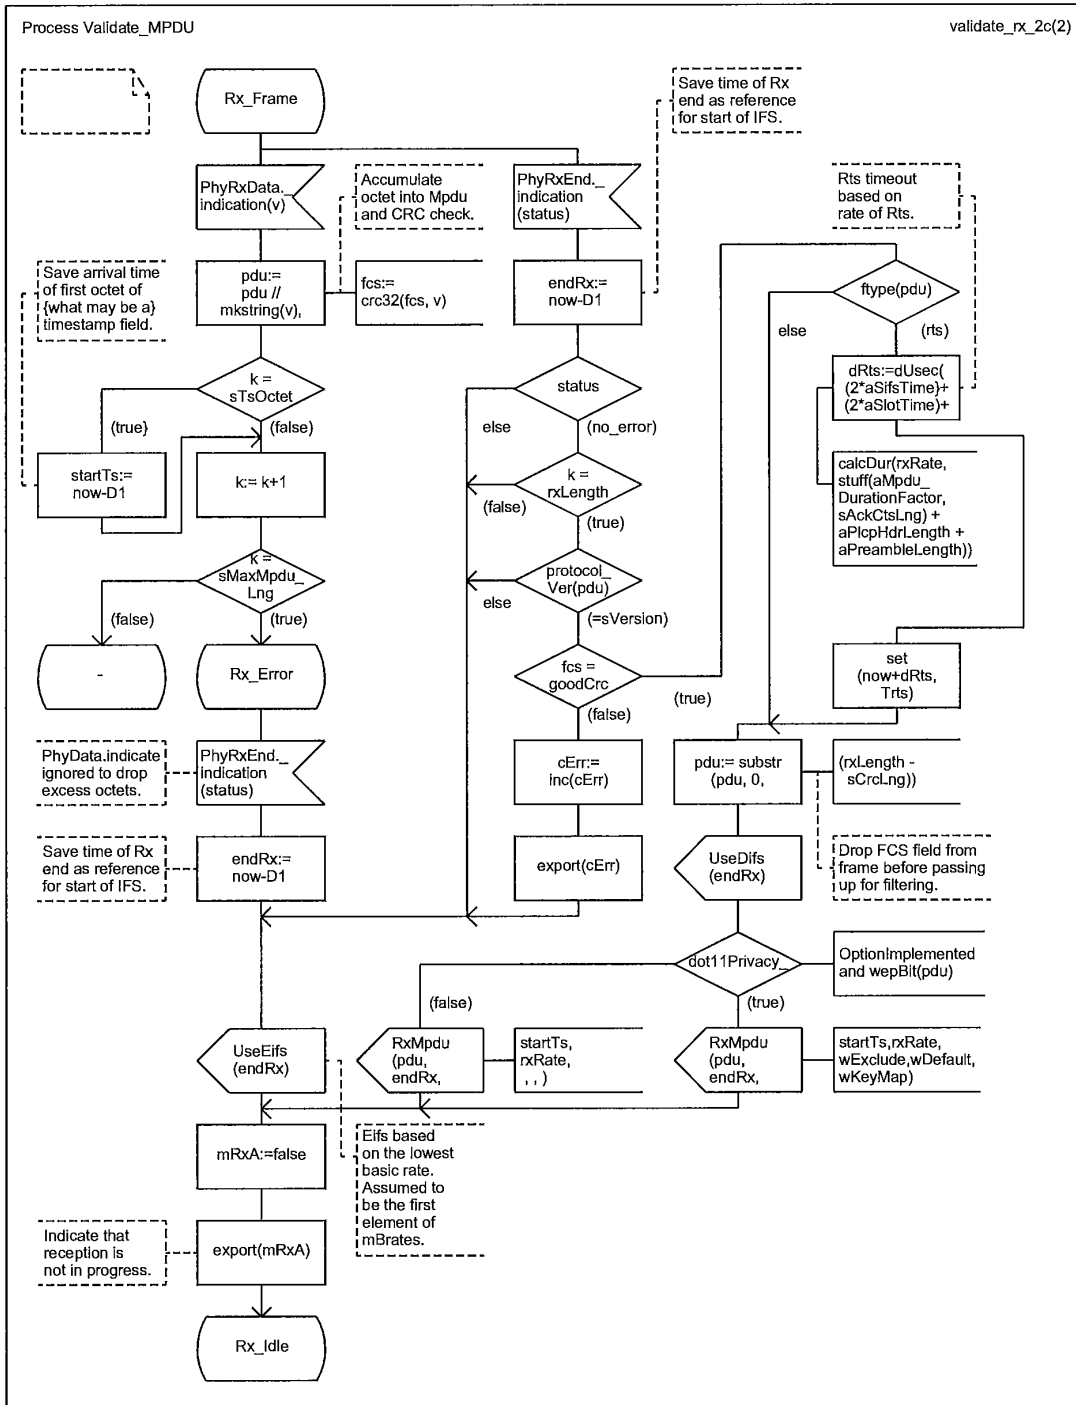 Process Validate_MPDU
validate_rx_2c(2)
Rx_Frame
Save time of Rx
end as reference
for start of IFS.
PhyRxData._
indication(v)
Accumulate
octet into Mpdu
and CRC check.
PhyRxEnd._
indication
(status)
Rts timeout
based on
rate of Rts.
Save arrival time
of first octet of
{what may be a}
timestamp field.
pdu:=
pdu //
mkstring(v),
fcs:=
crc32(fcs, v)
endRx:=
now-D1
ftype(pdu)
else
(rts)
k =
sTsOctet
(true}
(false)
status
else
(no_error)
dRts:=dUsec(
(2*aSifsTime)+
(2*aSlotTime)+
startTs:=
now-D1
k:= k+1
k =
rxLength
(false)
(true)
calcDur(rxRate,
stuff(aMpdu_
DurationFactor,
sAckCtsLng) +
aPlcpHdrLength +
aPreambleLength))
k =
sMaxMpdu_
Lng
(false)
(true)
protocol_
Ver(pdu)
else
(=sVersion)
-
Rx_Error
fcs =
goodCrc
(true)
(false)
set
(now+dRts,
Trts)
PhyData.indicate
ignored to drop
excess octets.
PhyRxEnd._
indication
(status)
cErr:=
inc(cErr)
pdu:= substr
(pdu, 0,
(rxLength -
sCrcLng))
Save time of Rx
end as reference
for start of IFS.
endRx:=
now-D1
export(cErr)
UseDifs
(endRx)
Drop FCS field from
frame before passing
up for filtering.
dot11Privacy_
OptionImplemented
and wepBit(pdu)
(false)
(true)
UseEifs
(endRx)
RxMpdu
(pdu,
endRx,
startTs,
rxRate,
, , )
RxMpdu
(pdu,
endRx,
startTs,rxRate,
wExclude,wDefault,
wKeyMap)
mRxA:=false
Eifs based
on the lowest
basic rate.
Assumed to
be the first
element of
mBrates.
Indicate that
reception is
not in progress.
export(mRxA)
Rx_Idle